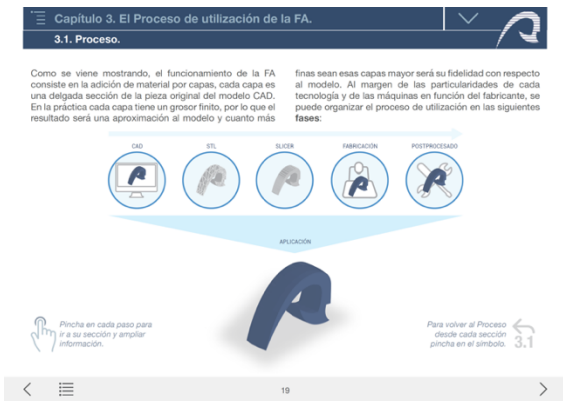 Capítulo 3. El Proceso de utilización de la FA.
3.1. Proceso.
Como se viene mostrando, el funcionamiento de la FA
consiste en la adición de material por capas, cada capa es
una delgada sección de la pieza original del modelo CAD.
En la práctica cada capa tiene un grosor finito, por lo que el
resultado será una aproximación al modelo y cuanto más
finas sean esas capas mayor será su fidelidad con respecto
al modelo. Al margen de las particularidades de cada
tecnología y de las máquinas en función del fabricante, se
puede organizar el proceso de utilización en las siguientes
fases:
CAD
STL
SLICER
FABRICACIÓN
POSTPROCESADO
APLICACIÓN
Pincha en cada paso para
ir a su sección y ampliar
información.
Para volver al Proceso
desde cada sección
pincha en el símbolo.
3.1
19